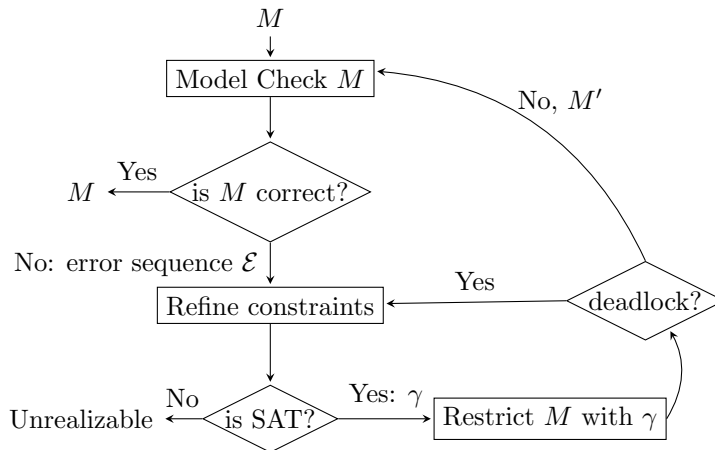 M
Model Check M
No, M′
Yes
M
is M correct?
No: error sequence ℰ
Yes
deadlock?
Refine constraints
No
Yes: γ
Unrealizable
is SAT?
Restrict M with γ